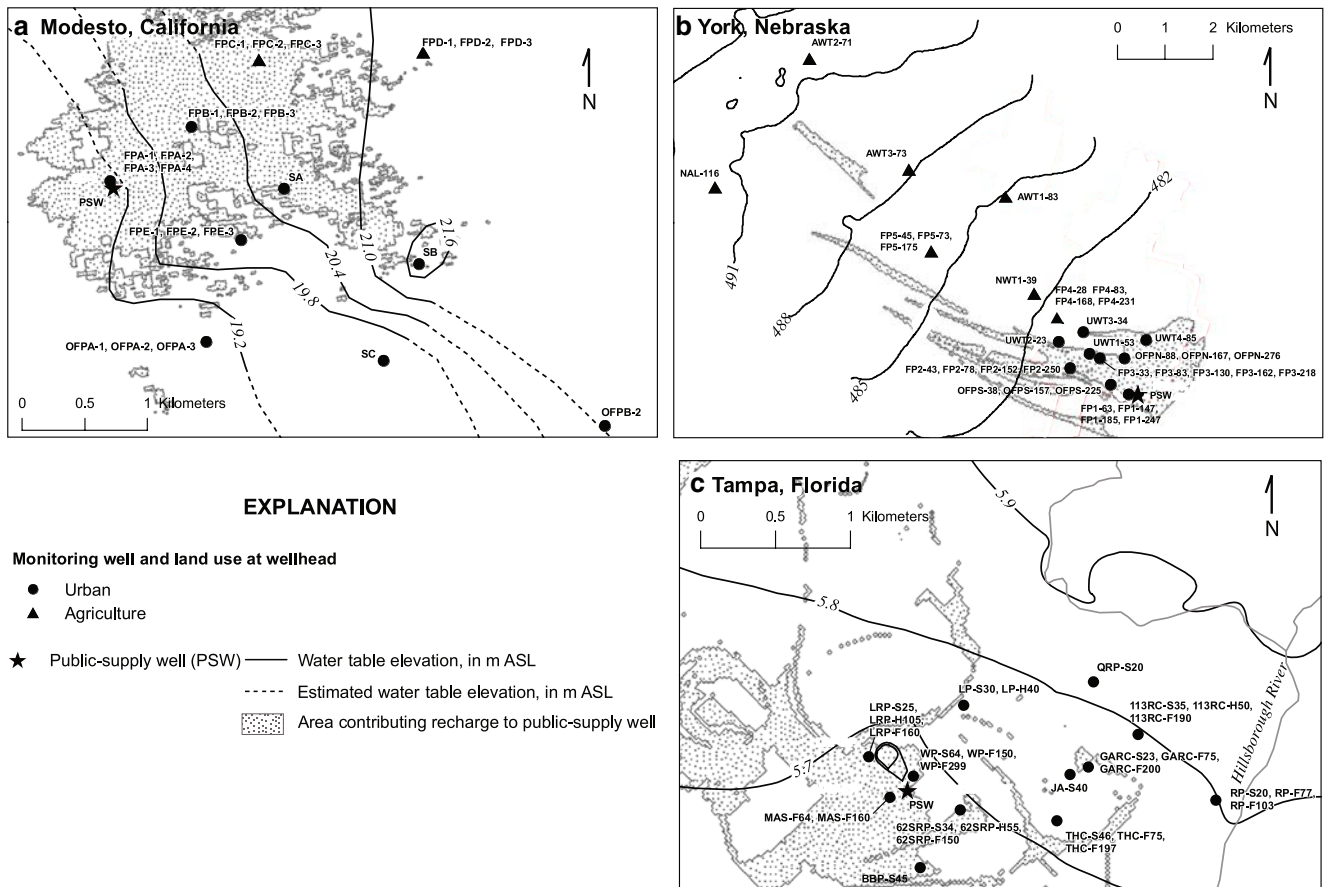 a Modesto, California
FPC-1, FPC-2, FPC-3
FPD-1, FPD-2, FPD-3
N
FPB-1, FPB-2, FPB-3
FPA-1, FPA-2,
FPA-3, FPA-4
SA
PSW
FPE-1, FPE-2, FPE-3
21.0
21.6
SB
20.4
19.8
19.2
OFPA-1, OFPA-2, OFPA-3
SC
OFPB-2
0 0.5 1 Kilometers
b York, Nebraska
0 1 2 Kilometers
N
AWT2-71
AWT3-73
NAL-116
AWT1-83
482
FP5-45, FP5-73,
FP5-175
491
NWT1-39
FP4-28 FP4-83,
FP4-168, FP4-231
488
UWT3-34
UWT2-23
UWT1-53
UWT4-85
OFPN-88, OFPN-167, OFPN-276
FP2-43, FP2-78, FP2-152, FP2-250
FP3-33, FP3-83, FP3-130, FP3-162, FP3-218
485
OFPS-38, OFPS-157, OFPS-225
PSW
FP1-63, FP1-147,
FP1-185, FP1-247
EXPLANATION
Monitoring well and land use at wellhead
Urban
Agriculture
Public-supply well (PSW)
Water table elevation, in m ASL
Estimated water table elevation, in m ASL
Area contributing recharge to public-supply well
c Tampa, Florida
0 0.5 1 Kilometers
N
5.9
5.8
QRP-S20
LP-S30, LP-H40
Hillsborough River
LRP-S25,
LRP-H105,
LRP-F160
113RC-S35, 113RC-H50,
113RC-F190
5.7
WP-S64, WP-F150,
WP-F299
GARC-S23, GARC-F75,
GARC-F200
JA-S40
PSW
RP-S20, RP-F77,
RP-F103
MAS-F64, MAS-F160
62SRP-S34, 62SRP-H55,
62SRP-F150
THC-S46, THC-F75,
THC-F197
BBP-S45